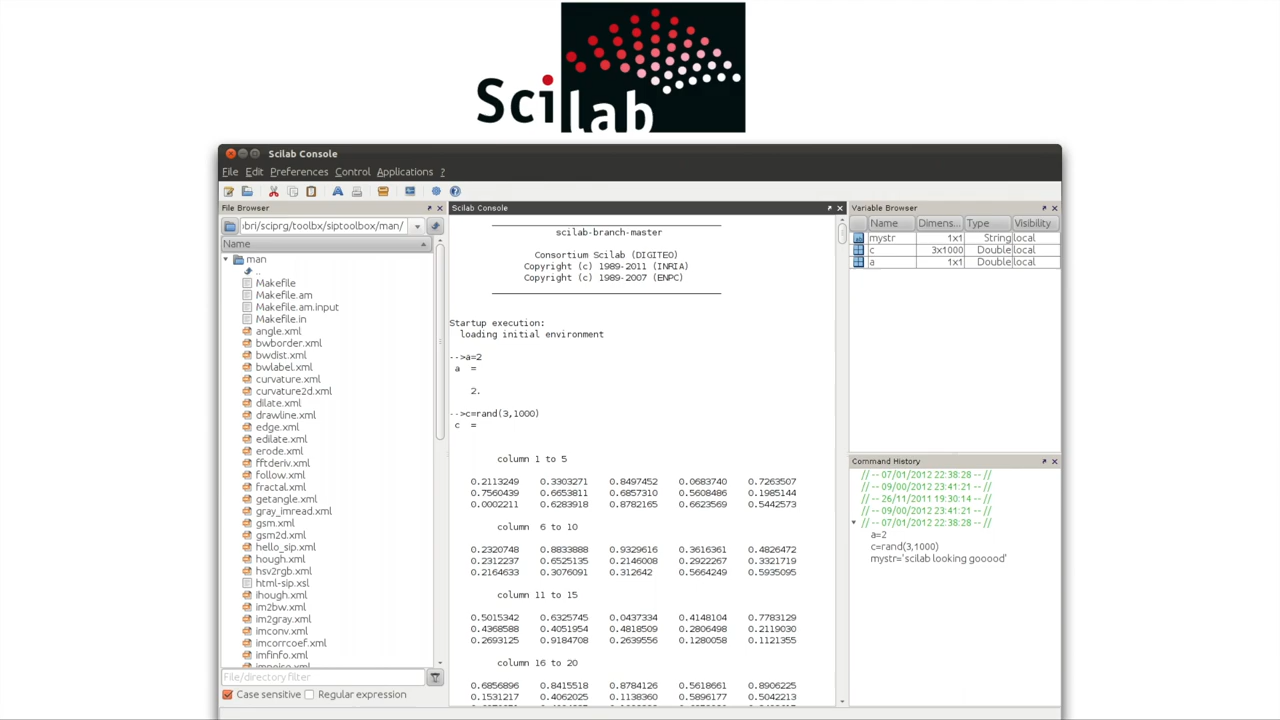 Scilab
Scilab Console
File Edit Preferences Control Applications ?
File Browser
ibri/sciprg/toolbx/siptoolbox/man/
Name
man
..
Makefile
Makefile.am
Makefile.am.input
Makefile.in
angle.xml
bwborder.xml
bwdist.xml
bwlabel.xml
curvature.xml
curvature2d.xml
dilate.xml
drawline.xml
edge.xml
edilate.xml
erode.xml
fftderiv.xml
follow.xml
fractal.xml
getangle.xml
gray_imread.xml
gsm.xml
gsm2d.xml
hello_sip.xml
hough.xml
hsv2rgb.xml
html-sip.xsl
ihough.xml
im2bw.xml
im2gray.xml
imconv.xml
imcorrcoef.xml
imfinfo.xml
File/directory filter
Case sensitive Regular expression
Scilab Console
scilab-branch-master
Consortium Scilab (DIGITEO)
Copyright (c) 1989-2011 (INRIA)
Copyright (c) 1989-2007 (ENPC)
Startup execution:
loading initial environment
-->a=2
a =
2.
-->c=rand(3,1000)
c =
column 1 to 5
0.2113249 0.3303271 0.8497452 0.0683740 0.7263507
0.7560439 0.6653811 0.6857310 0.5608486 0.1985144
0.0002211 0.6283918 0.8782165 0.6623569 0.5442573
column 6 to 10
0.2320748 0.8833888 0.9329616 0.3616361 0.4826472
0.2312237 0.6525135 0.2146008 0.2922267 0.3321719
0.2164633 0.3076091 0.312642 0.5664249 0.5935095
column 11 to 15
0.5015342 0.6325745 0.0437334 0.4148104 0.7783129
0.4368588 0.4051954 0.4818509 0.2806498 0.2119030
0.2693125 0.9184708 0.2639556 0.1280058 0.1121355
column 16 to 20
0.6856896 0.8415518 0.8784126 0.5618661 0.8906225
0.1531217 0.4062025 0.1138360 0.5896177 0.5042213
Variable Browser
Name Dimens... Type Visibility
mystr 1x1 String local
c 3x1000 Double local
a 1x1 Double local
Command History
// -- 07/01/2012 22:38:28 -- //
// -- 09/00/2012 23:41:21 -- //
// -- 26/11/2011 19:30:14 -- //
// -- 09/00/2012 23:41:21 -- //
// -- 07/01/2012 22:38:28 -- //
a=2
c=rand(3,1000)
mystr='scilab looking gooood'